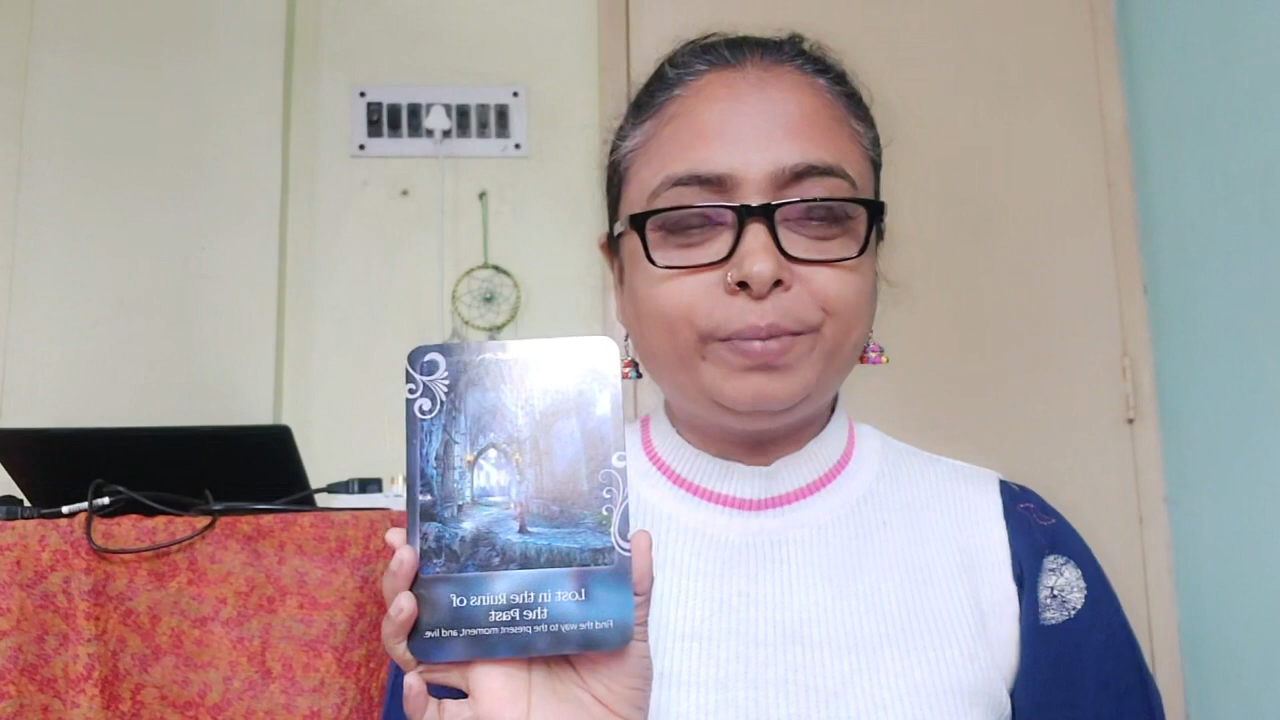 Lost in the Ruins of
the Past
Find the way to the present moment, and live.